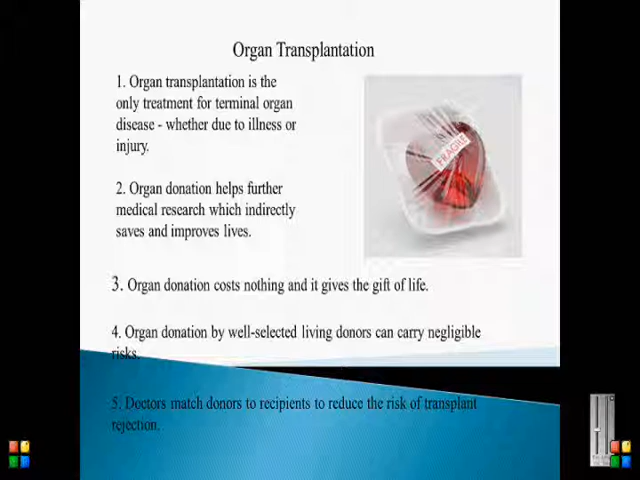 Organ Transplantation
1. Organ transplantation is the
only treatment for terminal organ
disease - whether due to illness or
injury.
2. Organ donation helps further
medical research which indirectly
saves and improves lives.
FRAGILE
3. Organ donation costs nothing and it gives the gift of life.
4. Organ donation by well-selected living donors can carry negligible
risks.
5. Doctors match donors to recipients to reduce the risk of transplant
rejection.